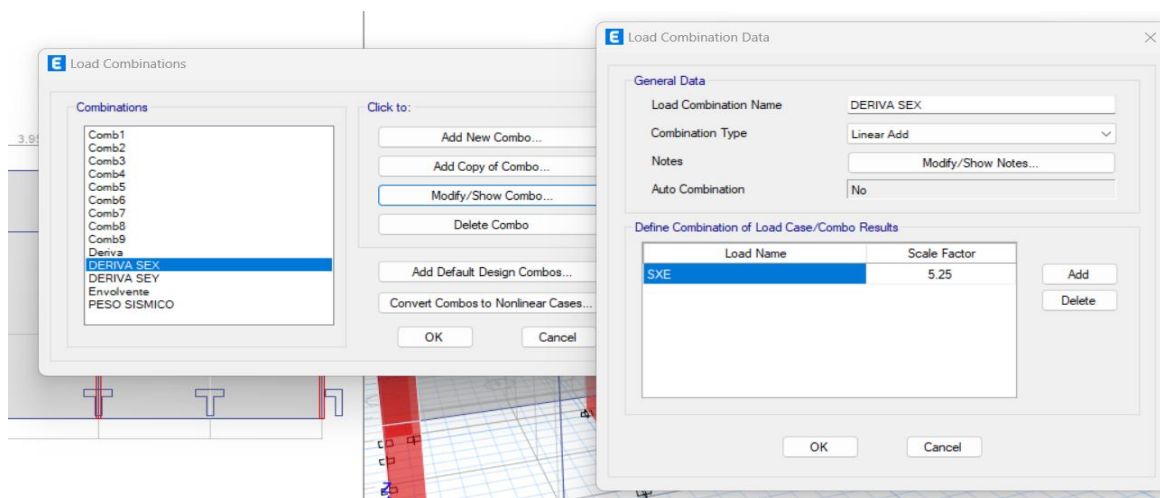 E Load Combinations
Combinations
Comb1
Comb2
Comb3
Comb4
Comb5
Comb6
Comb7
Comb8
Comb9
Deriva
DERIVA SEX
DERIVA SEY
Envolvente
PESO SISMICO
Click to:
Add New Combo...
Add Copy of Combo...
Modify/Show Combo...
Delete Combo
Add Default Design Combos...
Convert Combos to Nonlinear Cases...
OK Cancel
E Load Combination Data
General Data
Load Combination Name DERIVA SEX
Combination Type Linear Add
Notes Modify/Show Notes...
Auto Combination No
Define Combination of Load Case/Combo Results
Load Name Scale Factor
SXE 5.25
Add
Delete
OK Cancel
Z